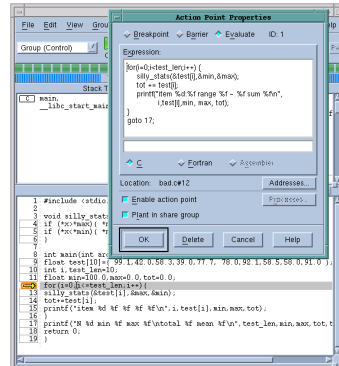 Action Point Properties
File Edit View Grou
Breakpoint Barrier Evaluate ID: 1
Group (Control)
Expression:
for(i=0;i<test_len;i++) {
silly_stats(&test[i],&min,&max);
tot += test[i];
printf("item %d %f range %f - %f sum %f\n",
i,test[i],min, max, tot);
}
goto 17;
Stack T
C main,
__libc_start_main
C Fortran Assembler
Location: bad.c#12 Addresses...
Enable action point Processes...
Plant in share group
OK Delete Cancel Help
1 #include <stdio.
2
3 void silly_stats
4 if (*x>*max)( *m
5 if (*x<*min)( *m
6 }
7
8 int main(int ar
9 float test[10]={ 99.1,42.0,58.3,39.0,77.7, 78.0,92.1,58.5,58.0,91.0 }
10 int i,test_len=10;
11 float min=100.0,max=0.0,tot=0.0;
for(i=0;i<=test_len,i++){
13 silly_stats(&test[i],&max,&min);
14 tot+=test[i];
15 printf("item %d %f %f %f\n",i,test[i],min,max,tot);
16 }
17 printf("N %d min %f max %f\ntotal %f mean %f\n",test_len,min,max,tot,t
18 return 0;
19 }